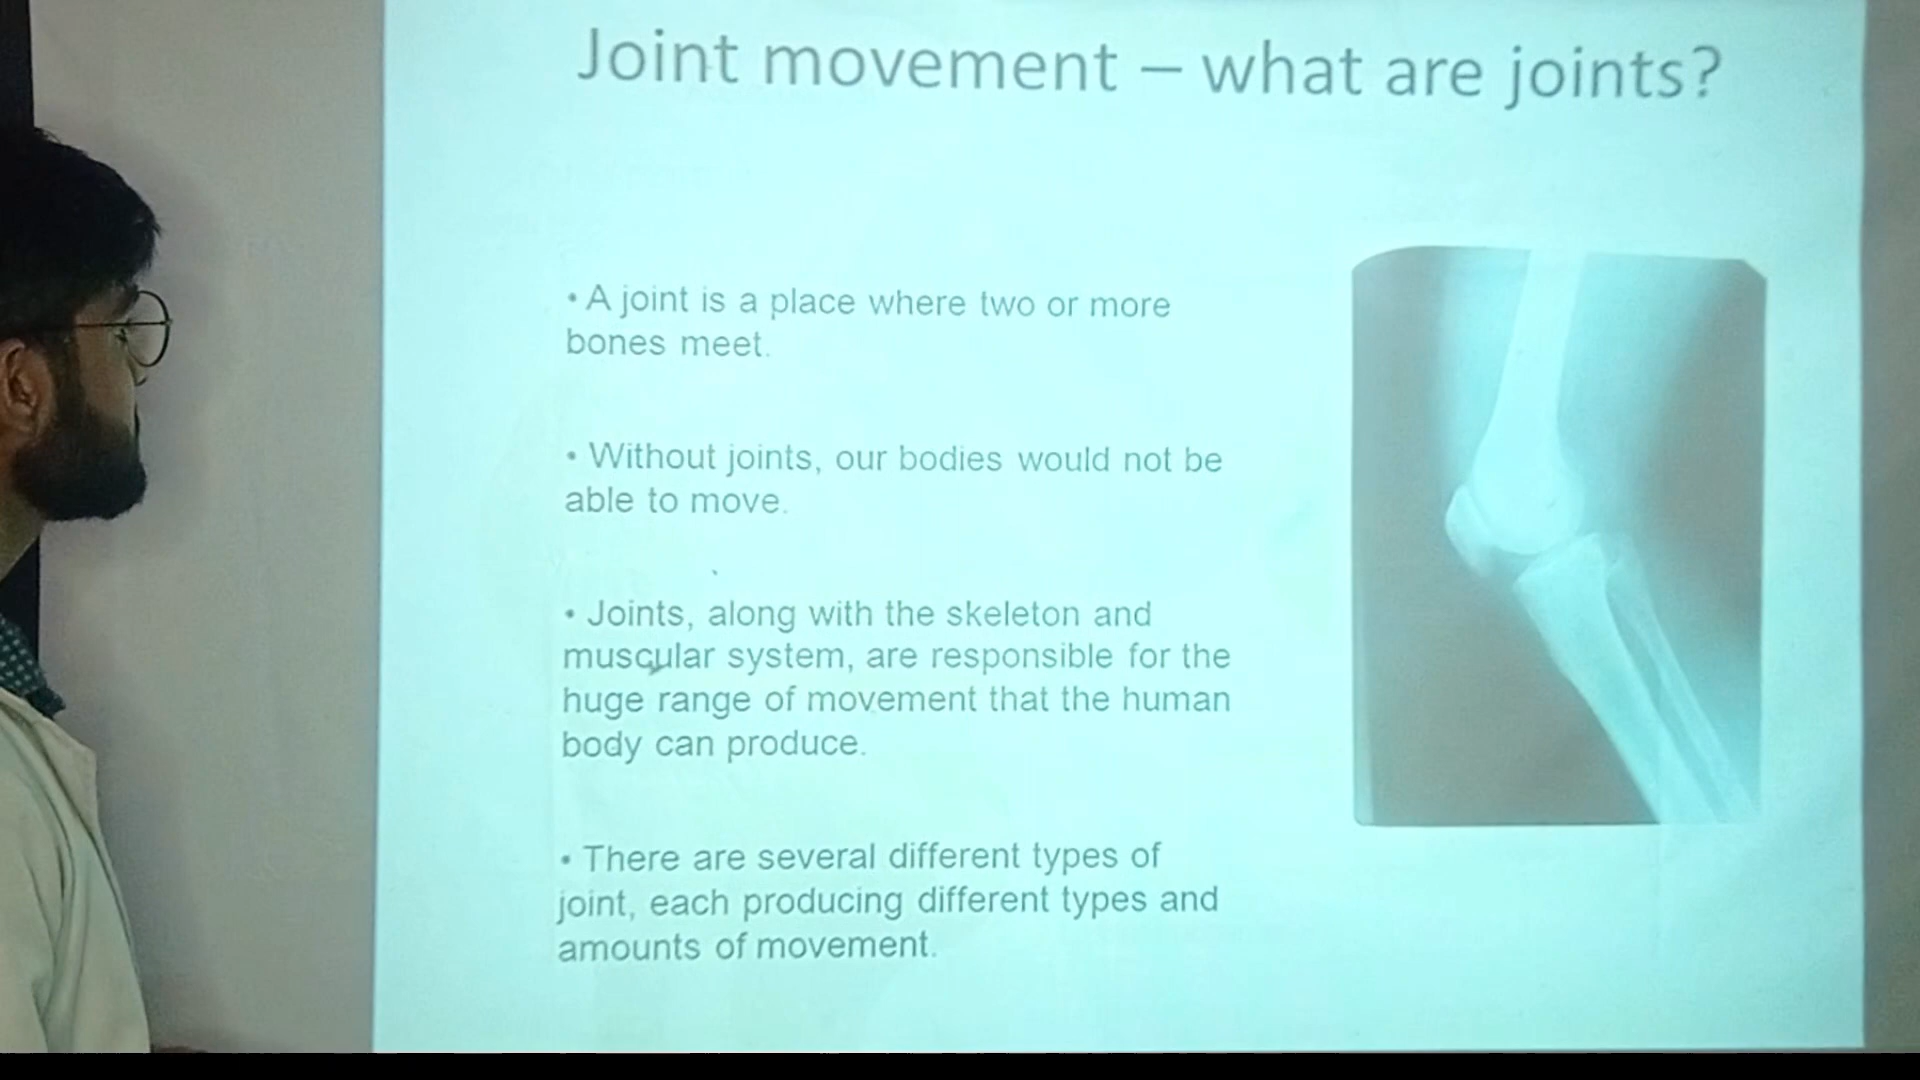 Joint movement – what are joints?
• A joint is a place where two or more
bones meet.
• Without joints, our bodies would not be
able to move.
• Joints, along with the skeleton and
muscular system, are responsible for the
huge range of movement that the human
body can produce.
• There are several different types of
joint, each producing different types and
amounts of movement.